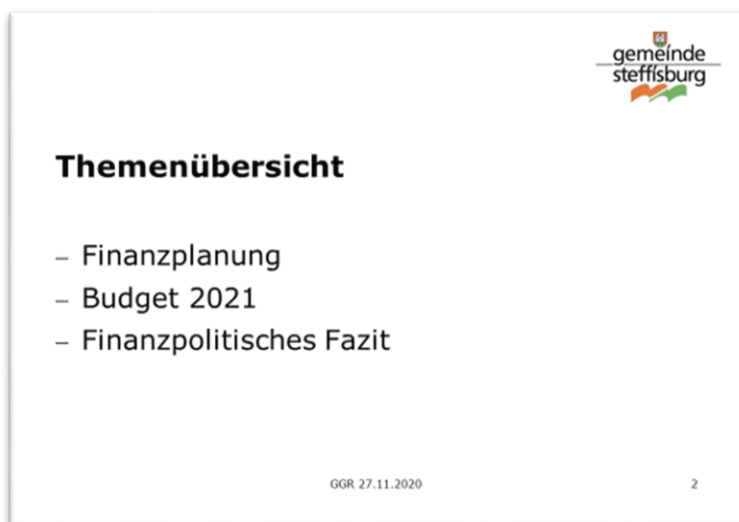 gemeinde
steffisburg
Themenübersicht
– Finanzplanung
– Budget 2021
– Finanzpolitisches Fazit
GGR 27.11.2020
2